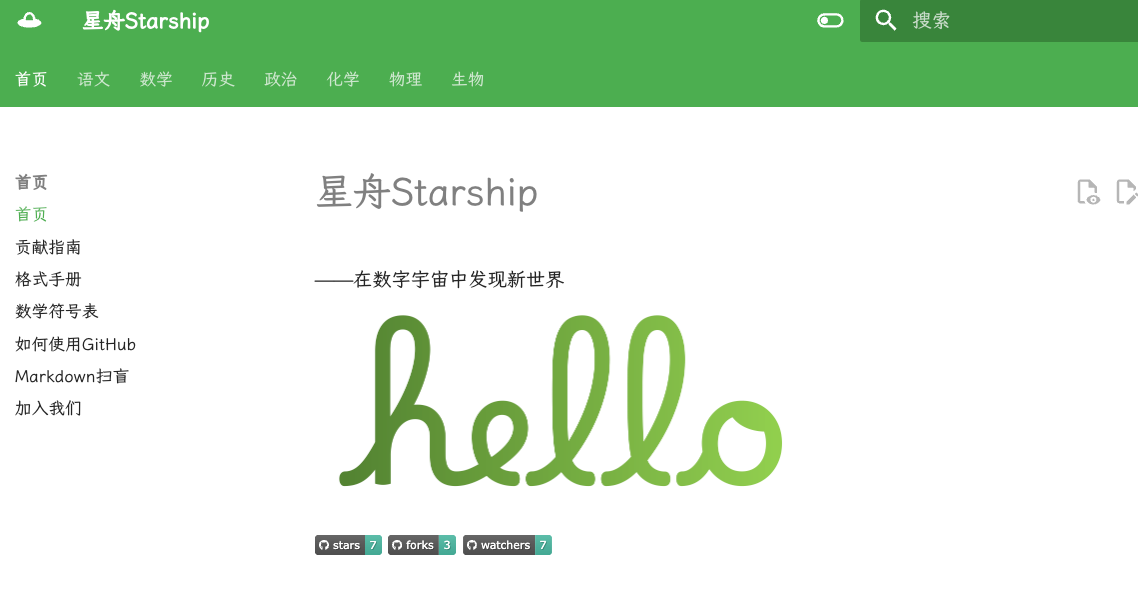 星舟Starship
搜索
首页 语文 数学 历史 政治 化学 物理 生物
首页
首页
贡献指南
格式手册
数学符号表
如何使用GitHub
Markdown扫盲
加入我们
星舟Starship
——在数字宇宙中发现新世界
hello
stars 7 forks 3 watchers 7